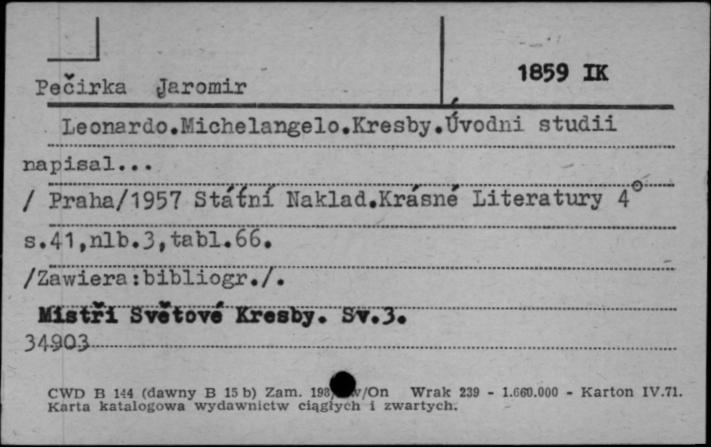 1859 IK
Pečirka Jaromir
Leonardo.Michelangelo.Kresby.Úvodni studii
napisal...
/ Praha/1957 Státní Naklad.Krásné Literatury 4°
s.41,nlb.3,tabl.66.
/Zawiera:bibliogr./.
Mistři Světové Kresby. Sv.3.
34903
CWD B 144 (dawny B 15 b) Zam. /On Wrak 239 - 1.660.000 - Karton IV.71.
Karta katalogowa wydawnictw ciągłych i zwartych.